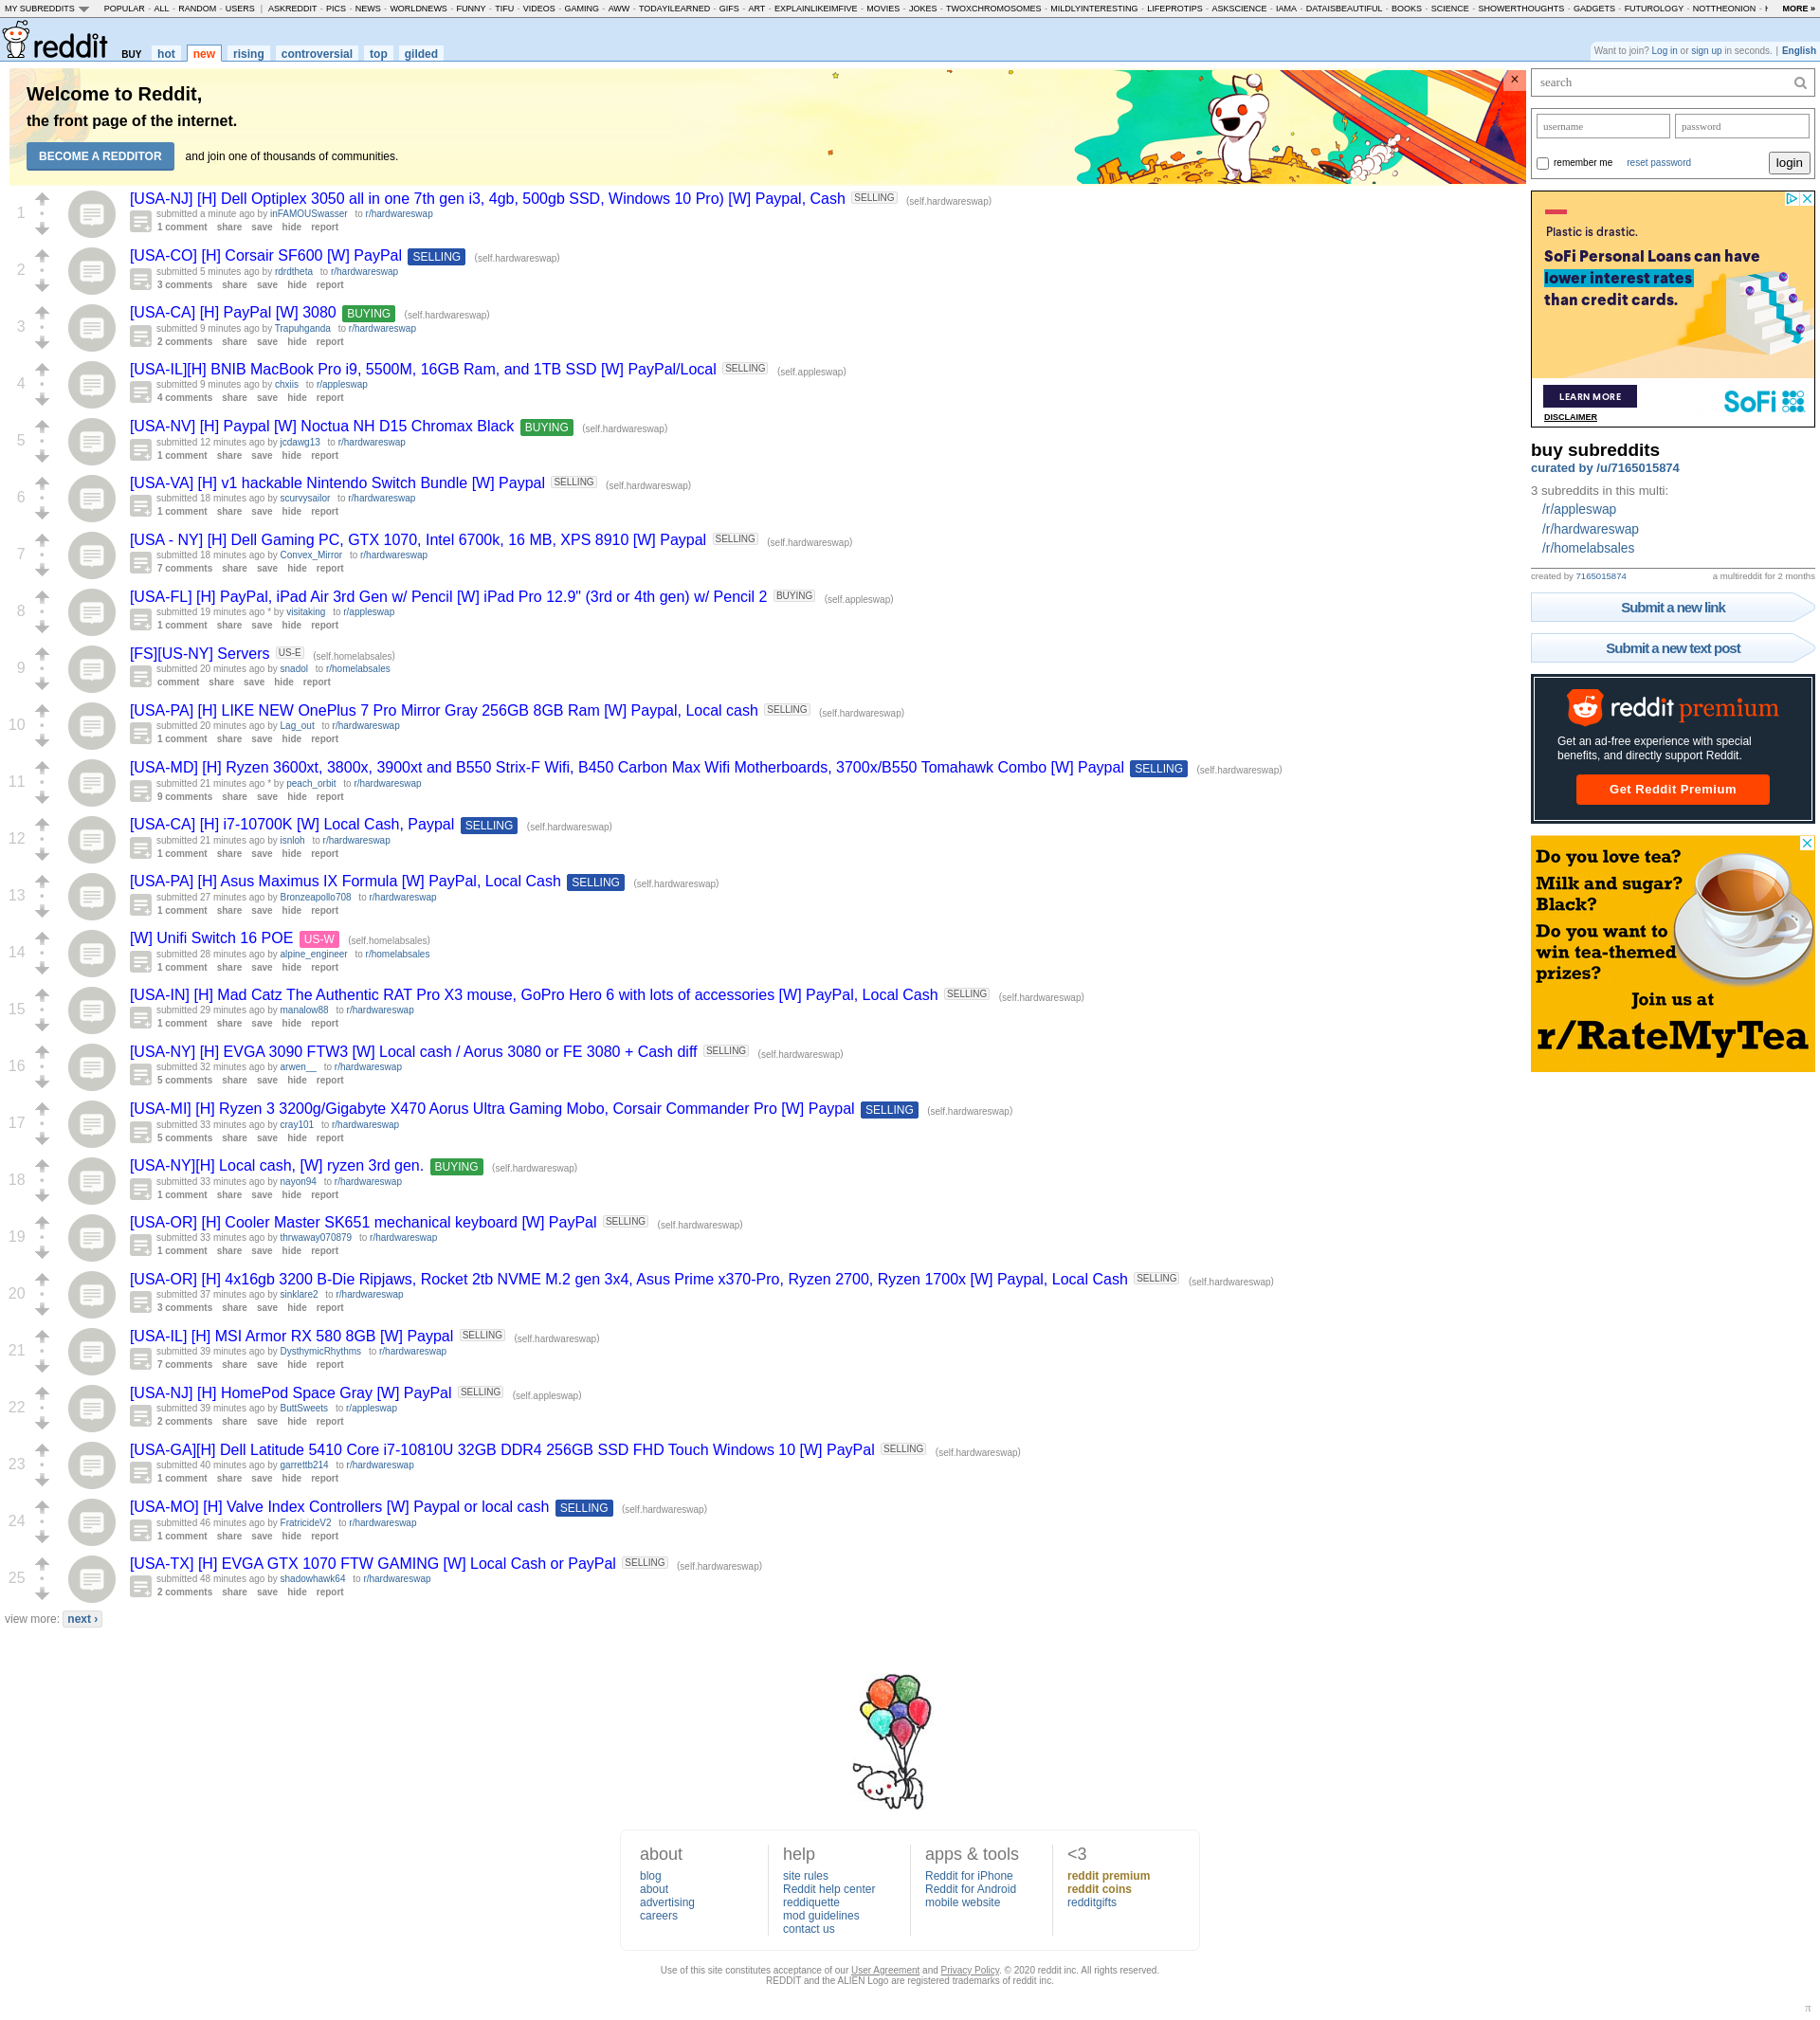 MY SUBREDDITS POPULAR - ALL - RANDOM - USERS | ASKREDDIT - PICS - NEWS - WORLDNEWS - FUNNY - TIFU - VIDEOS - GAMING - AWW - TODAYILEARNED - GIFS - ART - EXPLAINLIKEIMFIVE - MOVIES - JOKES - TWOXCHROMOSOMES - MILDLYINTERESTING - LIFEPROTIPS - ASKSCIENCE - IAMA - DATAISBEAUTIFUL - BOOKS - SCIENCE - SHOWERTHOUGHTS - GADGETS - FUTUROLOGY - NOTTHEONION - MORE »
reddit BUY hot new rising controversial top gilded
Want to join? Log in or sign up in seconds. | English
Welcome to Reddit,
the front page of the internet.
BECOME A REDDITOR and join one of thousands of communities.
×
1
[USA-NJ] [H] Dell Optiplex 3050 all in one 7th gen i3, 4gb, 500gb SSD, Windows 10 Pro) [W] Paypal, Cash SELLING (self.hardwareswap)
submitted a minute ago by inFAMOUSwasser to r/hardwareswap
1 comment share save hide report
2
[USA-CO] [H] Corsair SF600 [W] PayPal SELLING (self.hardwareswap)
submitted 5 minutes ago by rdrdtheta to r/hardwareswap
3 comments share save hide report
3
[USA-CA] [H] PayPal [W] 3080 BUYING (self.hardwareswap)
submitted 9 minutes ago by Trapuhganda to r/hardwareswap
2 comments share save hide report
4
[USA-IL][H] BNIB MacBook Pro i9, 5500M, 16GB Ram, and 1TB SSD [W] PayPal/Local SELLING (self.appleswap)
submitted 9 minutes ago by chxiis to r/appleswap
4 comments share save hide report
5
[USA-NV] [H] Paypal [W] Noctua NH D15 Chromax Black BUYING (self.hardwareswap)
submitted 12 minutes ago by jcdawg13 to r/hardwareswap
1 comment share save hide report
6
[USA-VA] [H] v1 hackable Nintendo Switch Bundle [W] Paypal SELLING (self.hardwareswap)
submitted 18 minutes ago by scurvysailor to r/hardwareswap
1 comment share save hide report
7
[USA - NY] [H] Dell Gaming PC, GTX 1070, Intel 6700k, 16 MB, XPS 8910 [W] Paypal SELLING (self.hardwareswap)
submitted 18 minutes ago by Convex_Mirror to r/hardwareswap
7 comments share save hide report
8
[USA-FL] [H] PayPal, iPad Air 3rd Gen w/ Pencil [W] iPad Pro 12.9" (3rd or 4th gen) w/ Pencil 2 BUYING (self.appleswap)
submitted 19 minutes ago * by visitaking to r/appleswap
1 comment share save hide report
9
[FS][US-NY] Servers US-E (self.homelabsales)
submitted 20 minutes ago by snadol to r/homelabsales
comment share save hide report
10
[USA-PA] [H] LIKE NEW OnePlus 7 Pro Mirror Gray 256GB 8GB Ram [W] Paypal, Local cash SELLING (self.hardwareswap)
submitted 20 minutes ago by Lag_out to r/hardwareswap
1 comment share save hide report
11
[USA-MD] [H] Ryzen 3600xt, 3800x, 3900xt and B550 Strix-F Wifi, B450 Carbon Max Wifi Motherboards, 3700x/B550 Tomahawk Combo [W] Paypal SELLING (self.hardwareswap)
submitted 21 minutes ago * by peach_orbit to r/hardwareswap
9 comments share save hide report
12
[USA-CA] [H] i7-10700K [W] Local Cash, Paypal SELLING (self.hardwareswap)
submitted 21 minutes ago by isnloh to r/hardwareswap
1 comment share save hide report
13
[USA-PA] [H] Asus Maximus IX Formula [W] PayPal, Local Cash SELLING (self.hardwareswap)
submitted 27 minutes ago by Bronzeapollo708 to r/hardwareswap
1 comment share save hide report
14
[W] Unifi Switch 16 POE US-W (self.homelabsales)
submitted 28 minutes ago by alpine_engineer to r/homelabsales
1 comment share save hide report
15
[USA-IN] [H] Mad Catz The Authentic RAT Pro X3 mouse, GoPro Hero 6 with lots of accessories [W] PayPal, Local Cash SELLING (self.hardwareswap)
submitted 29 minutes ago by manalow88 to r/hardwareswap
1 comment share save hide report
16
[USA-NY] [H] EVGA 3090 FTW3 [W] Local cash / Aorus 3080 or FE 3080 + Cash diff SELLING (self.hardwareswap)
submitted 32 minutes ago by arwen__ to r/hardwareswap
5 comments share save hide report
17
[USA-MI] [H] Ryzen 3 3200g/Gigabyte X470 Aorus Ultra Gaming Mobo, Corsair Commander Pro [W] Paypal SELLING (self.hardwareswap)
submitted 33 minutes ago by cray101 to r/hardwareswap
5 comments share save hide report
18
[USA-NY][H] Local cash, [W] ryzen 3rd gen. BUYING (self.hardwareswap)
submitted 33 minutes ago by nayon94 to r/hardwareswap
1 comment share save hide report
19
[USA-OR] [H] Cooler Master SK651 mechanical keyboard [W] PayPal SELLING (self.hardwareswap)
submitted 33 minutes ago by thrwaway070879 to r/hardwareswap
1 comment share save hide report
20
[USA-OR] [H] 4x16gb 3200 B-Die Ripjaws, Rocket 2tb NVME M.2 gen 3x4, Asus Prime x370-Pro, Ryzen 2700, Ryzen 1700x [W] Paypal, Local Cash SELLING (self.hardwareswap)
submitted 37 minutes ago by sinklare2 to r/hardwareswap
3 comments share save hide report
21
[USA-IL] [H] MSI Armor RX 580 8GB [W] Paypal SELLING (self.hardwareswap)
submitted 39 minutes ago by DysthymicRhythms to r/hardwareswap
7 comments share save hide report
22
[USA-NJ] [H] HomePod Space Gray [W] PayPal SELLING (self.appleswap)
submitted 39 minutes ago by ButtSweets to r/appleswap
2 comments share save hide report
23
[USA-GA][H] Dell Latitude 5410 Core i7-10810U 32GB DDR4 256GB SSD FHD Touch Windows 10 [W] PayPal SELLING (self.hardwareswap)
submitted 40 minutes ago by garrettb214 to r/hardwareswap
1 comment share save hide report
24
[USA-MO] [H] Valve Index Controllers [W] Paypal or local cash SELLING (self.hardwareswap)
submitted 46 minutes ago by FratricideV2 to r/hardwareswap
1 comment share save hide report
25
[USA-TX] [H] EVGA GTX 1070 FTW GAMING [W] Local Cash or PayPal SELLING (self.hardwareswap)
submitted 48 minutes ago by shadowhawk64 to r/hardwareswap
2 comments share save hide report
view more: next ›
search
username password
remember me reset password login
Plastic is drastic.
SoFi Personal Loans can have
lower interest rates
than credit cards.
LEARN MORE
SoFi
DISCLAIMER
buy subreddits
curated by /u/7165015874
3 subreddits in this multi:
/r/appleswap
/r/hardwareswap
/r/homelabsales
created by 7165015874 a multireddit for 2 months
Submit a new link
Submit a new text post
reddit premium
Get an ad-free experience with special
benefits, and directly support Reddit.
Get Reddit Premium
Do you love tea?
Milk and sugar?
Black?
Do you want to
win tea-themed
prizes?
Join us at
r/RateMyTea
about
blog
about
advertising
careers
help
site rules
Reddit help center
reddiquette
mod guidelines
contact us
apps & tools
Reddit for iPhone
Reddit for Android
mobile website
<3
reddit premium
reddit coins
redditgifts
Use of this site constitutes acceptance of our User Agreement and Privacy Policy. © 2020 reddit inc. All rights reserved.
REDDIT and the ALIEN Logo are registered trademarks of reddit inc.
π